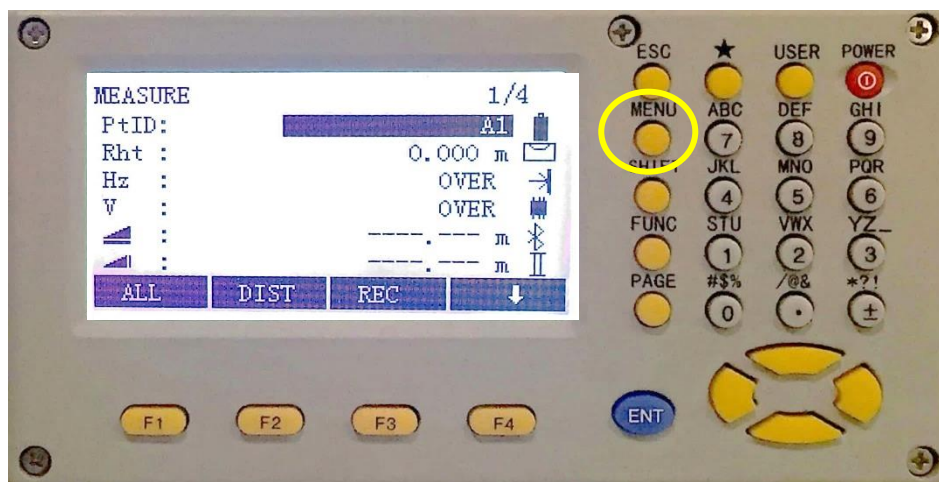 MEASURE 1/4
PtID: A1
Rht : 0.000 m
Hz : OVER
V : OVER
: ----.--- m
: ----.--- m
ALL DIST REC
F1 F2 F3 F4
ESC ★ USER POWER
MENU ABC DEF GHI
7 8 9
SHIFT JKL MNO PQR
4 5 6
FUNC STU VWX YZ_
1 2 3
PAGE #$% /@& *?!
0 . ±
ENT